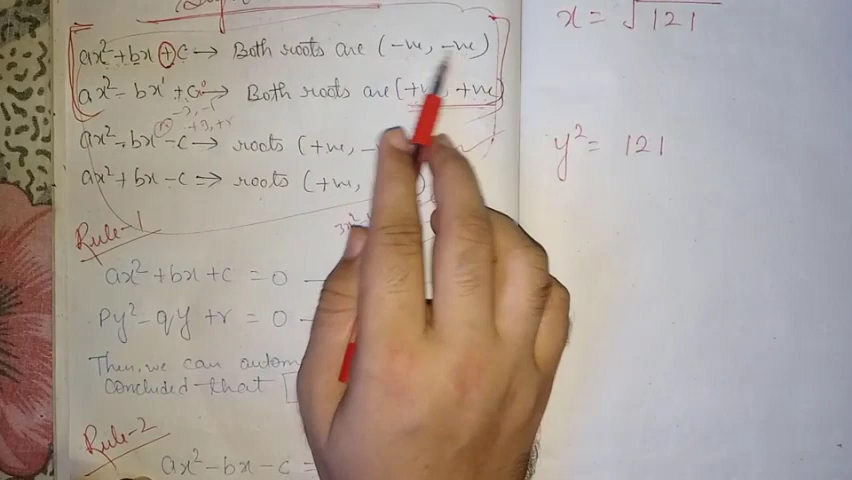 ax²+bx+c → Both roots are (-ve, -ve)
ax²-bx¹+c⁰→ Both roots are (+ve, +ve)
ax²-bx-c → roots (+ve, -
ax²+bx-c ⇒ roots (+ve,
Rule-1
ax²+bx+c = 0 —
py²-qy+r = 0 —
Then, we can
concluded that
Rule-2
ax²-bx-c =
x = √121
y² = 121